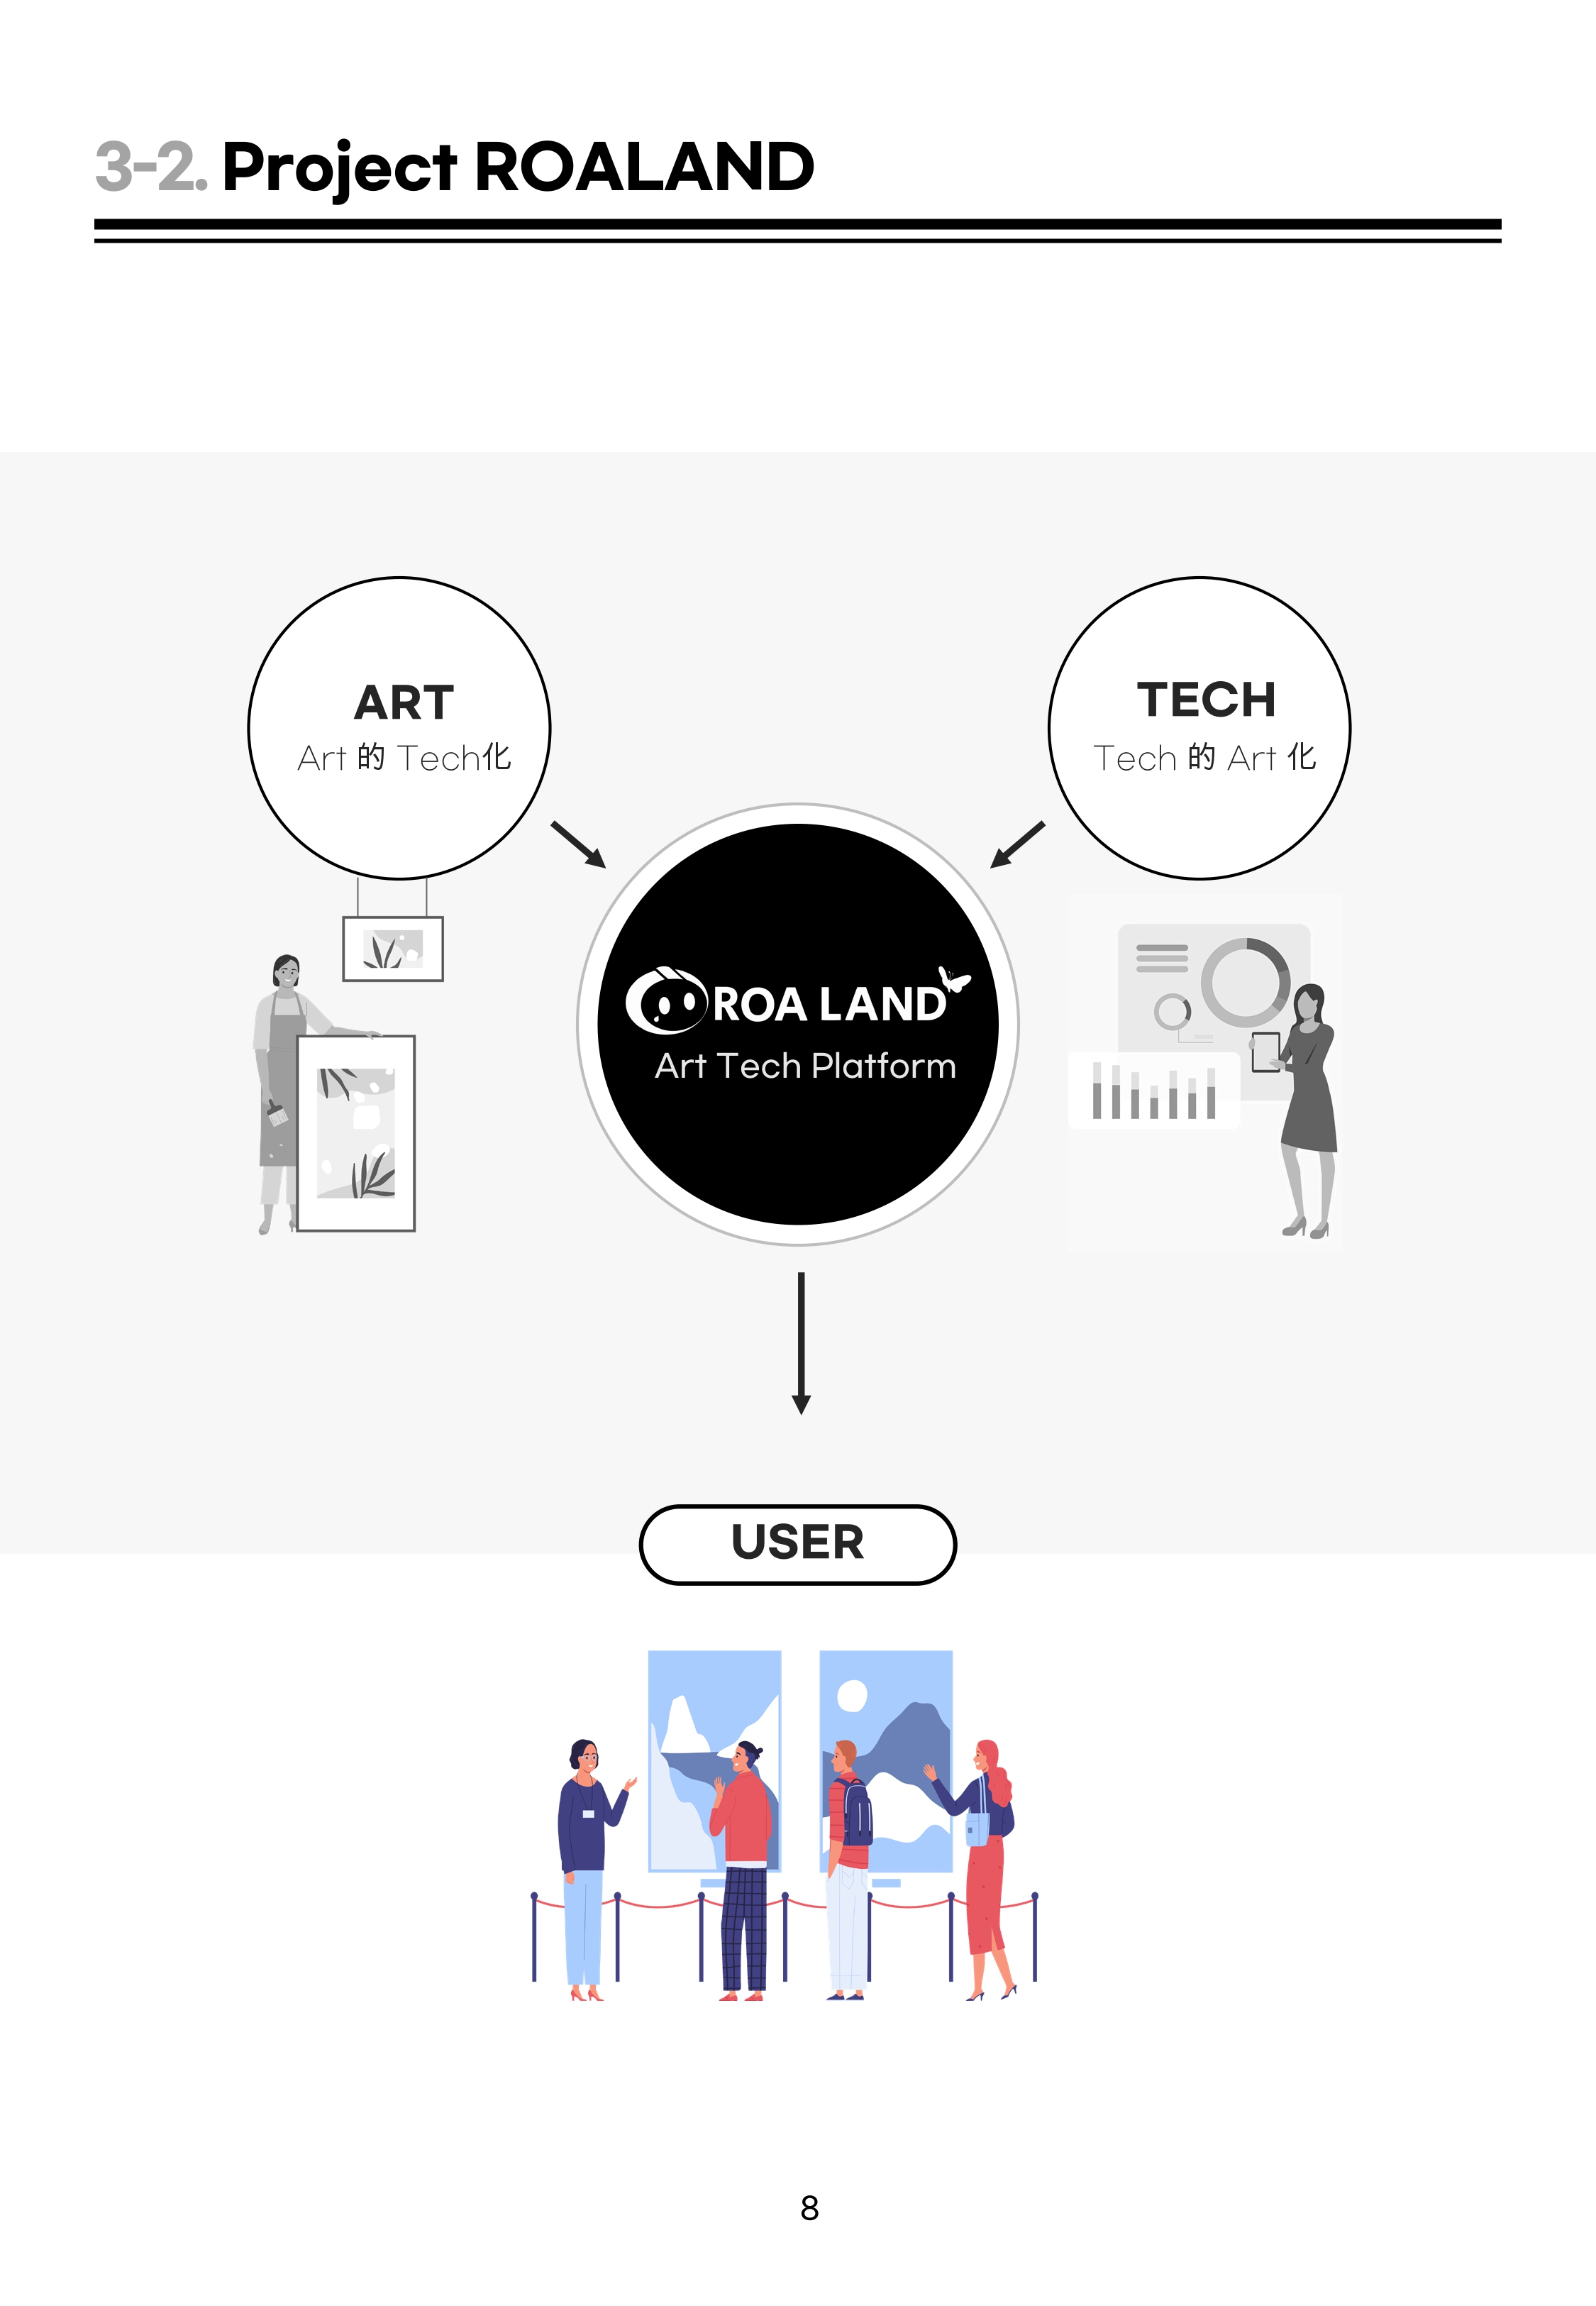 3-2. Project ROALAND
ART
Art 的 Tech化
TECH
Tech 的 Art 化
ROA LAND
Art Tech Platform
USER
8